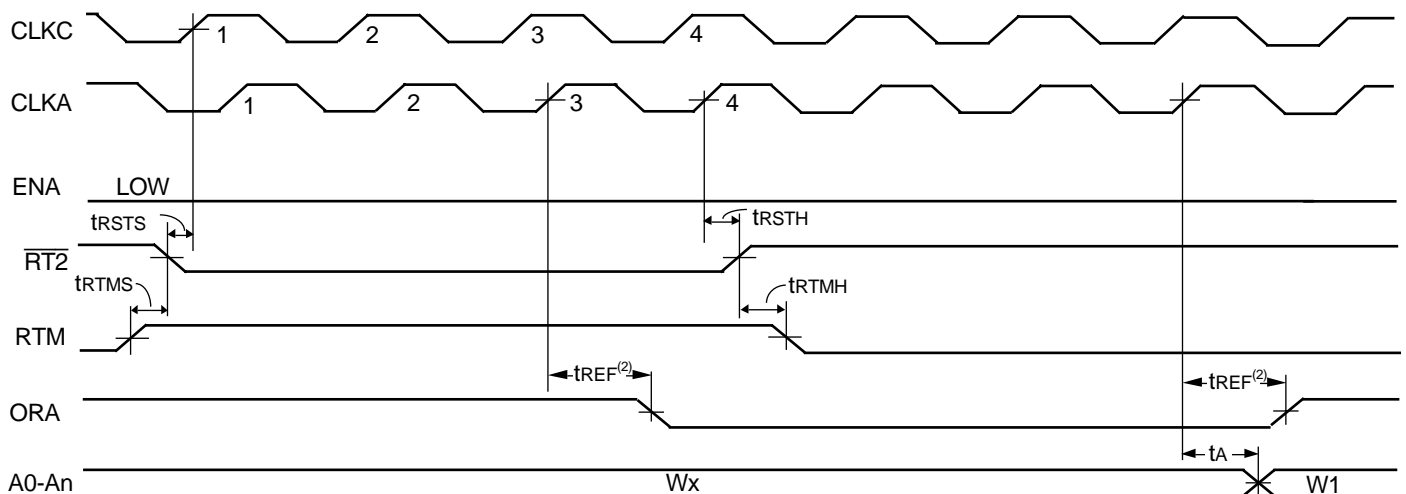 CLKC 1 2 3 4
CLKA 1 2 3 4
ENA LOW
tRSTS tRSTH
RT2
tRTMS tRTMH
RTM
tREF(2) tREF(2)
ORA
tA
A0-An Wx W1